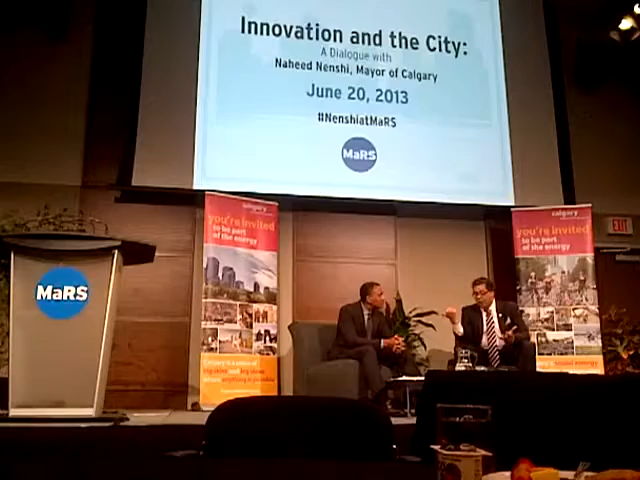 Innovation and the City:
A Dialogue with
Naheed Nenshi, Mayor of Calgary
June 20, 2013
#NenshiatMaRS
MaRS
MaRS
calgary
you're invited
to be part
of the energy
calgary
you're invited
to be part
of the energy
EXIT